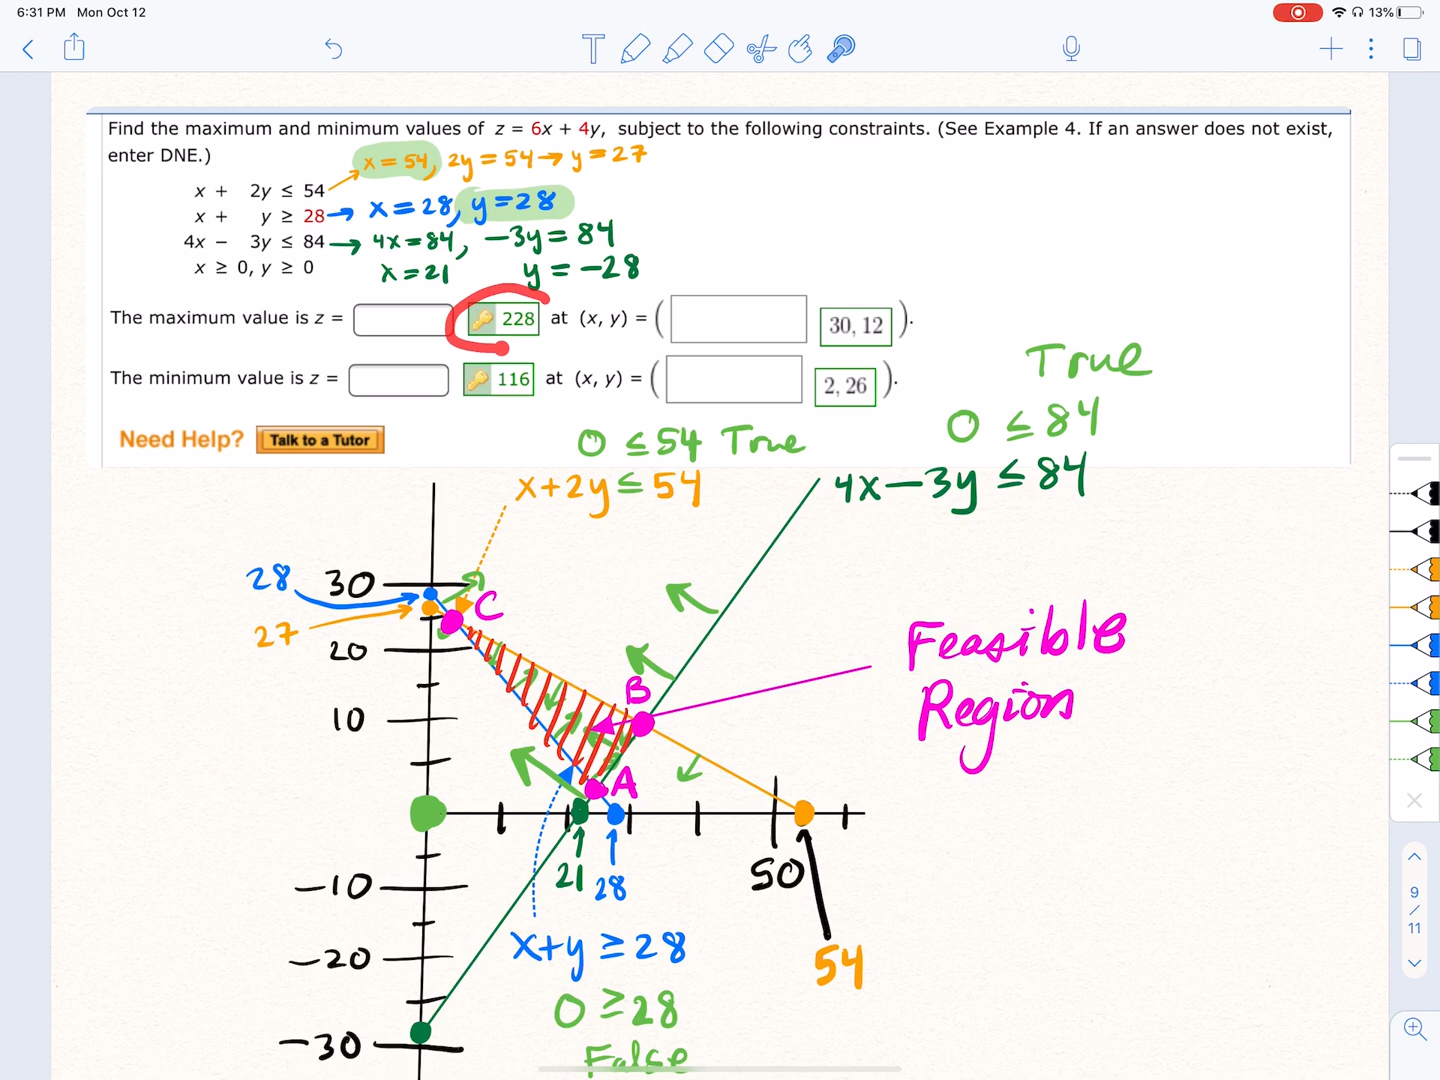 6:31 PM Mon Oct 12
13%
Find the maximum and minimum values of z = 6x + 4y, subject to the following constraints. (See Example 4. If an answer does not exist,
enter DNE.)
x = 54, 2y = 54 → y = 27
x + 2y ≤ 54
x + y ≥ 28 → x = 28, y = 28
4x − 3y ≤ 84 → 4x = 84, −3y = 84
x ≥ 0, y ≥ 0
x = 21 y = −28
The maximum value is z = 228 at (x, y) = ( 30, 12 ).
The minimum value is z = 116 at (x, y) = ( 2, 26 ).
True
Need Help? Talk to a Tutor
0 ≤ 54 True
0 ≤ 84
x+2y ≤ 54
4x−3y ≤ 84
28 30
C
27
20
Feasible
Region
B
10
A
21 28
50
−10
−20
x+y ≥ 28
54
0 ≥ 28
−30
False
9
/
11